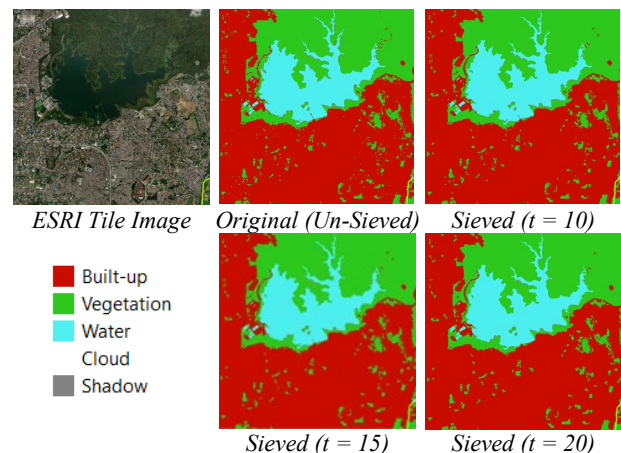 ESRI Tile Image
Original (Un-Sieved)
Sieved (t = 10)
Built-up
Vegetation
Water
Cloud
Shadow
Sieved (t = 15)
Sieved (t = 20)